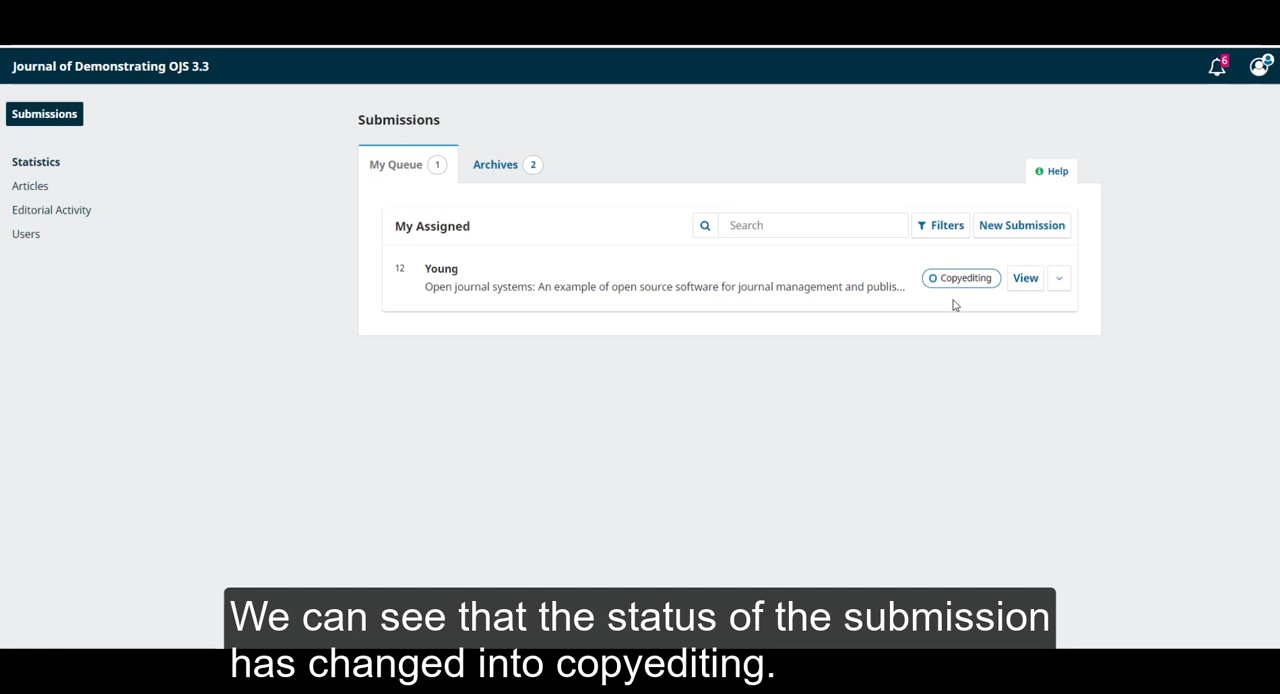 Journal of Demonstrating OJS 3.3
6
Submissions
Statistics
Articles
Editorial Activity
Users
Submissions
My Queue 1
Archives 2
Help
My Assigned
Search
Filters
New Submission
12
Young
Open journal systems: An example of open source software for journal management and publis...
Copyediting
View
We can see that the status of the submission
has changed into copyediting.